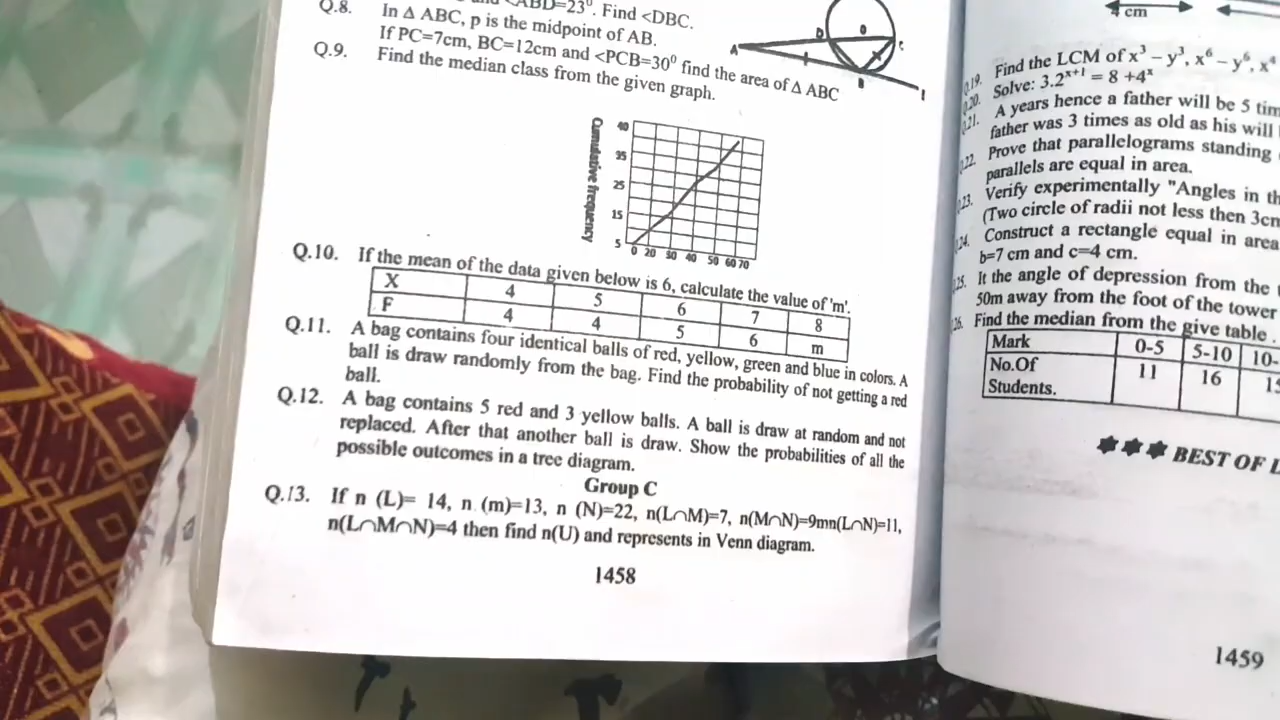 <ABD=23⁰. Find <DBC.
Q.8. In Δ ABC, p is the midpoint of AB.
If PC=7cm, BC=12cm and <PCB=30⁰ find the area of Δ ABC
Q.9. Find the median class from the given graph.
A D O C
B
Cumulative frequency
40
35
25
15
5
0 20 30 40 50 60 70
Q.10. If the mean of the data given below is 6, calculate the value of 'm'.
X 4 5 6 7 8
F 4 4 5 6 m
Q.11. A bag contains four identical balls of red, yellow, green and blue in colors. A
ball is draw randomly from the bag. Find the probability of not getting a red
ball.
Q.12. A bag contains 5 red and 3 yellow balls. A ball is draw at random and not
replaced. After that another ball is draw. Show the probabilities of all the
possible outcomes in a tree diagram.
Group C
Q.13. If n (L)= 14, n (m)=13, n (N)=22, n(L∩M)=7, n(M∩N)=9mn(L∩N)=11,
n(L∩M∩N)=4 then find n(U) and represents in Venn diagram.
1458
4 cm
Q.19. Find the LCM of x³ – y³, x⁶ – y⁶, x⁴
Q.20. Solve: 3.2ˣ⁺¹ = 8 +4ˣ
Q.21. A years hence a father will be 5 tim
father was 3 times as old as his will
Q.22. Prove that parallelograms standing
parallels are equal in area.
23. Verify experimentally "Angles in th
(Two circle of radii not less then 3cm
24. Construct a rectangle equal in area
b=7 cm and c=4 cm.
25. It the angle of depression from the
50m away from the foot of the tower
26. Find the median from the give table .
Mark 0-5 5-10 10-
No.Of Students. 11 16 15
*** BEST OF L
1459